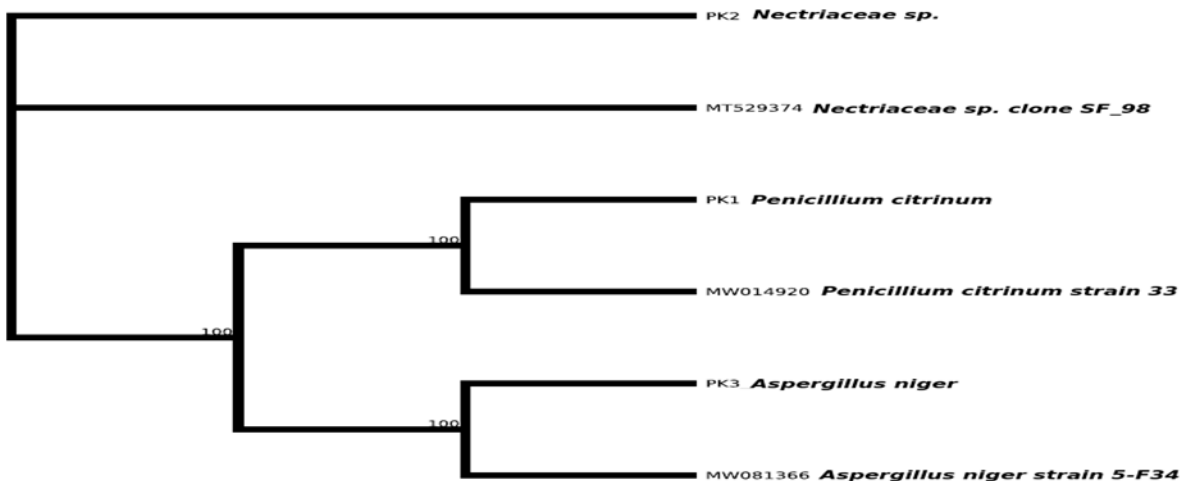 PK2 Nectriaceae sp.
MT529374 Nectriaceae sp. clone SF_98
PK1 Penicillium citrinum
100
MW014920 Penicillium citrinum strain 33
100
PK3 Aspergillus niger
100
MW081366 Aspergillus niger strain 5-F34